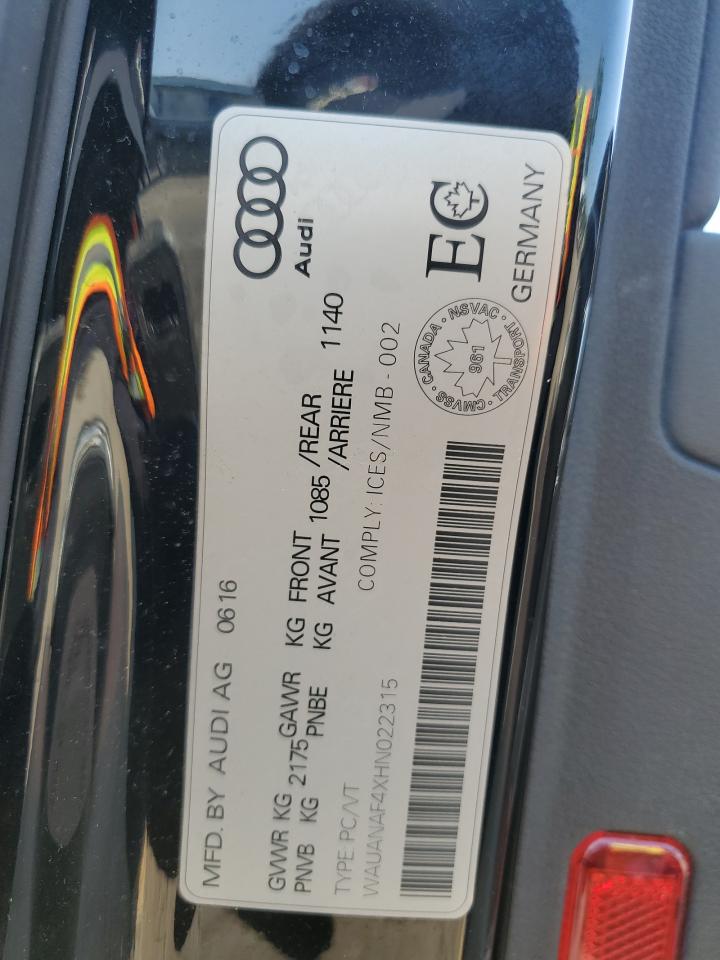 MFD. BY AUDI AG 0616
Audi
GVWR KG 2175 GAWR KG FRONT 1085 /REAR 1140
PNVB KG PNBE KG AVANT /ARRIERE
COMPLY: ICES/NMB - 002
TYPE: PC/VT
WAUANAF4XHN022315
CANADA · NSVAC · TRANSPORT · CMVSS ·
961
EC
GERMANY